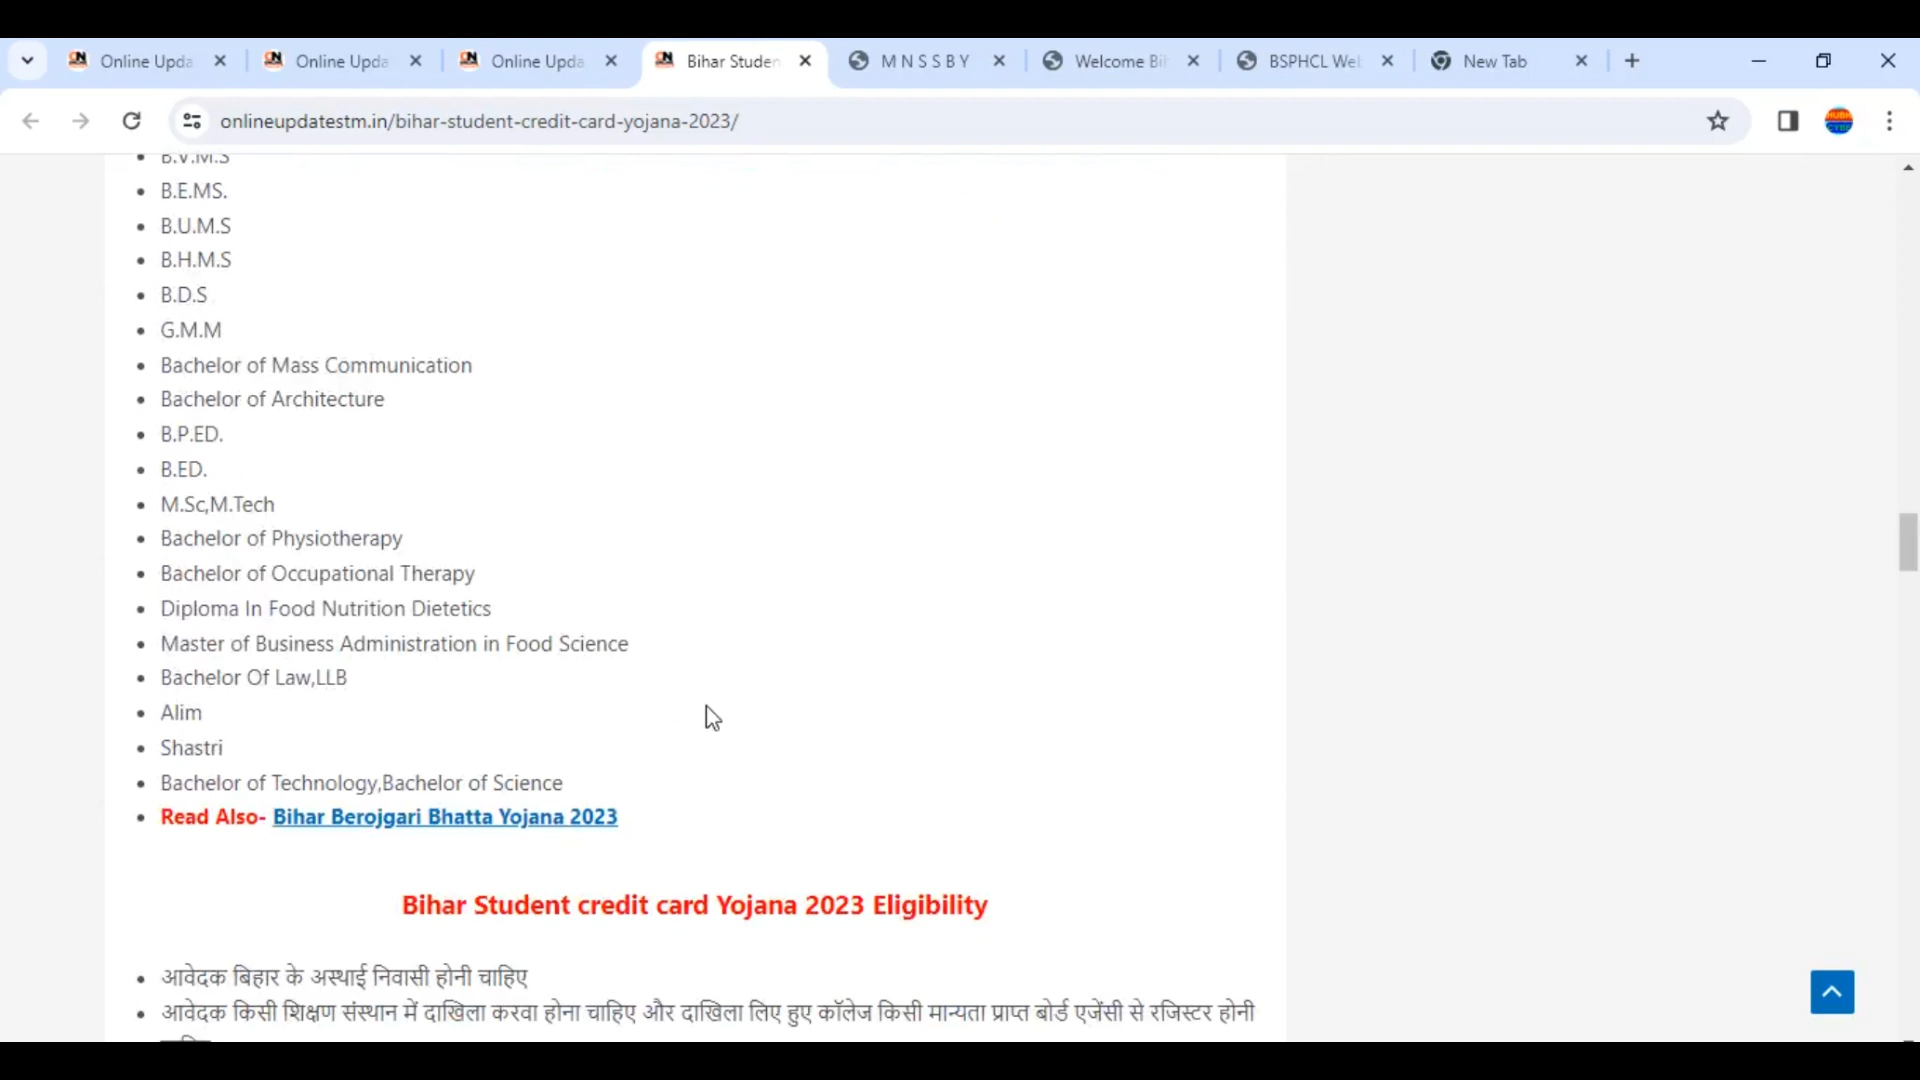 Online Upda
Online Upda
Online Upda
Bihar Studen
M N S S B Y
Welcome Bi
BSPHCL We
New Tab
onlineupdatestm.in/bihar-student-credit-card-yojana-2023/
B.V.M.S
B.E.MS.
B.U.M.S
B.H.M.S
B.D.S
G.M.M
Bachelor of Mass Communication
Bachelor of Architecture
B.P.ED.
B.ED.
M.Sc,M.Tech
Bachelor of Physiotherapy
Bachelor of Occupational Therapy
Diploma In Food Nutrition Dietetics
Master of Business Administration in Food Science
Bachelor Of Law,LLB
Alim
Shastri
Bachelor of Technology,Bachelor of Science
Read Also- Bihar Berojgari Bhatta Yojana 2023
Bihar Student credit card Yojana 2023 Eligibility
आवेदक बिहार के अस्थाई निवासी होनी चाहिए
आवेदक किसी शिक्षण संस्थान में दाखिला करवा होना चाहिए और दाखिला लिए हुए कॉलेज किसी मान्यता प्राप्त बोर्ड एजेंसी से रजिस्टर होनी